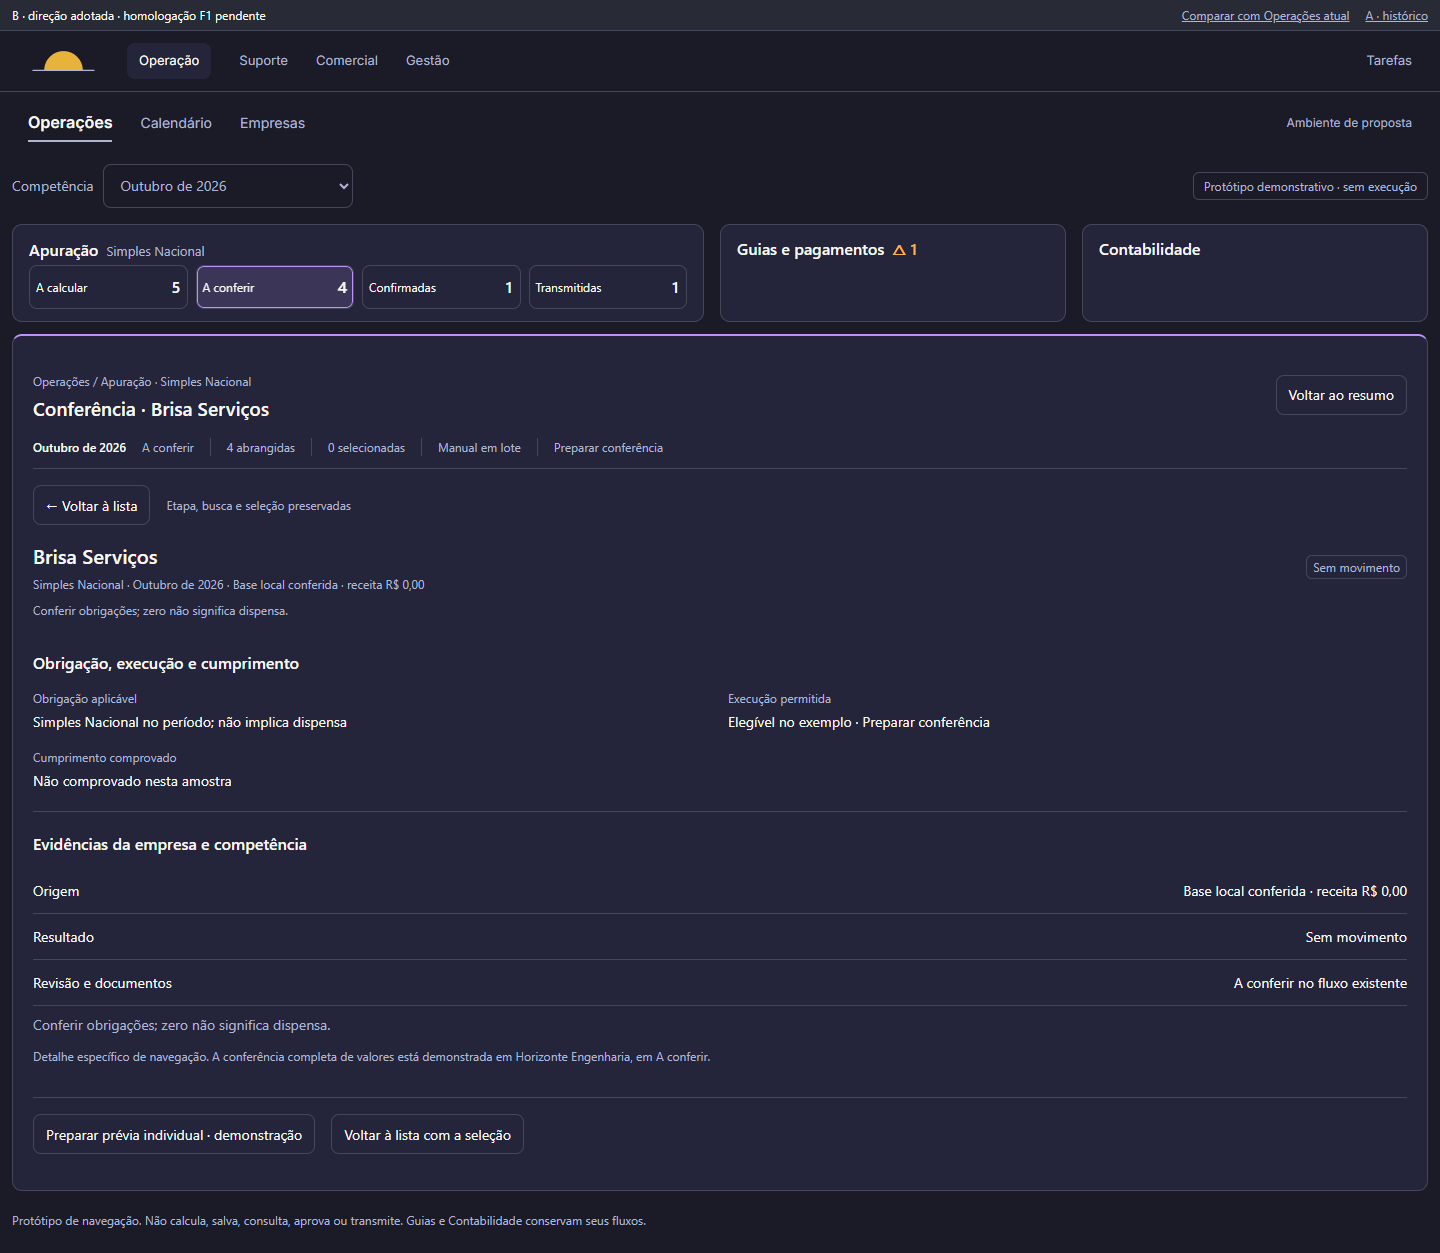 B · direção adotada · homologação F1 pendente
Comparar com Operações atual
A · histórico
Operação
Suporte
Comercial
Gestão
Tarefas
Operações
Calendário
Empresas
Ambiente de proposta
Competência
Outubro de 2026
Protótipo demonstrativo · sem execução
Apuração Simples Nacional
A calcular 5
A conferir 4
Confirmadas 1
Transmitidas 1
Guias e pagamentos △ 1
Contabilidade
Operações / Apuração · Simples Nacional
Conferência · Brisa Serviços
Voltar ao resumo
Outubro de 2026 A conferir 4 abrangidas 0 selecionadas Manual em lote Preparar conferência
← Voltar à lista
Etapa, busca e seleção preservadas
Brisa Serviços
Simples Nacional · Outubro de 2026 · Base local conferida · receita R$ 0,00
Sem movimento
Conferir obrigações; zero não significa dispensa.
Obrigação, execução e cumprimento
Obrigação aplicável
Simples Nacional no período; não implica dispensa
Execução permitida
Elegível no exemplo · Preparar conferência
Cumprimento comprovado
Não comprovado nesta amostra
Evidências da empresa e competência
Origem Base local conferida · receita R$ 0,00
Resultado Sem movimento
Revisão e documentos A conferir no fluxo existente
Conferir obrigações; zero não significa dispensa.
Detalhe específico de navegação. A conferência completa de valores está demonstrada em Horizonte Engenharia, em A conferir.
Preparar prévia individual · demonstração
Voltar à lista com a seleção
Protótipo de navegação. Não calcula, salva, consulta, aprova ou transmite. Guias e Contabilidade conservam seus fluxos.